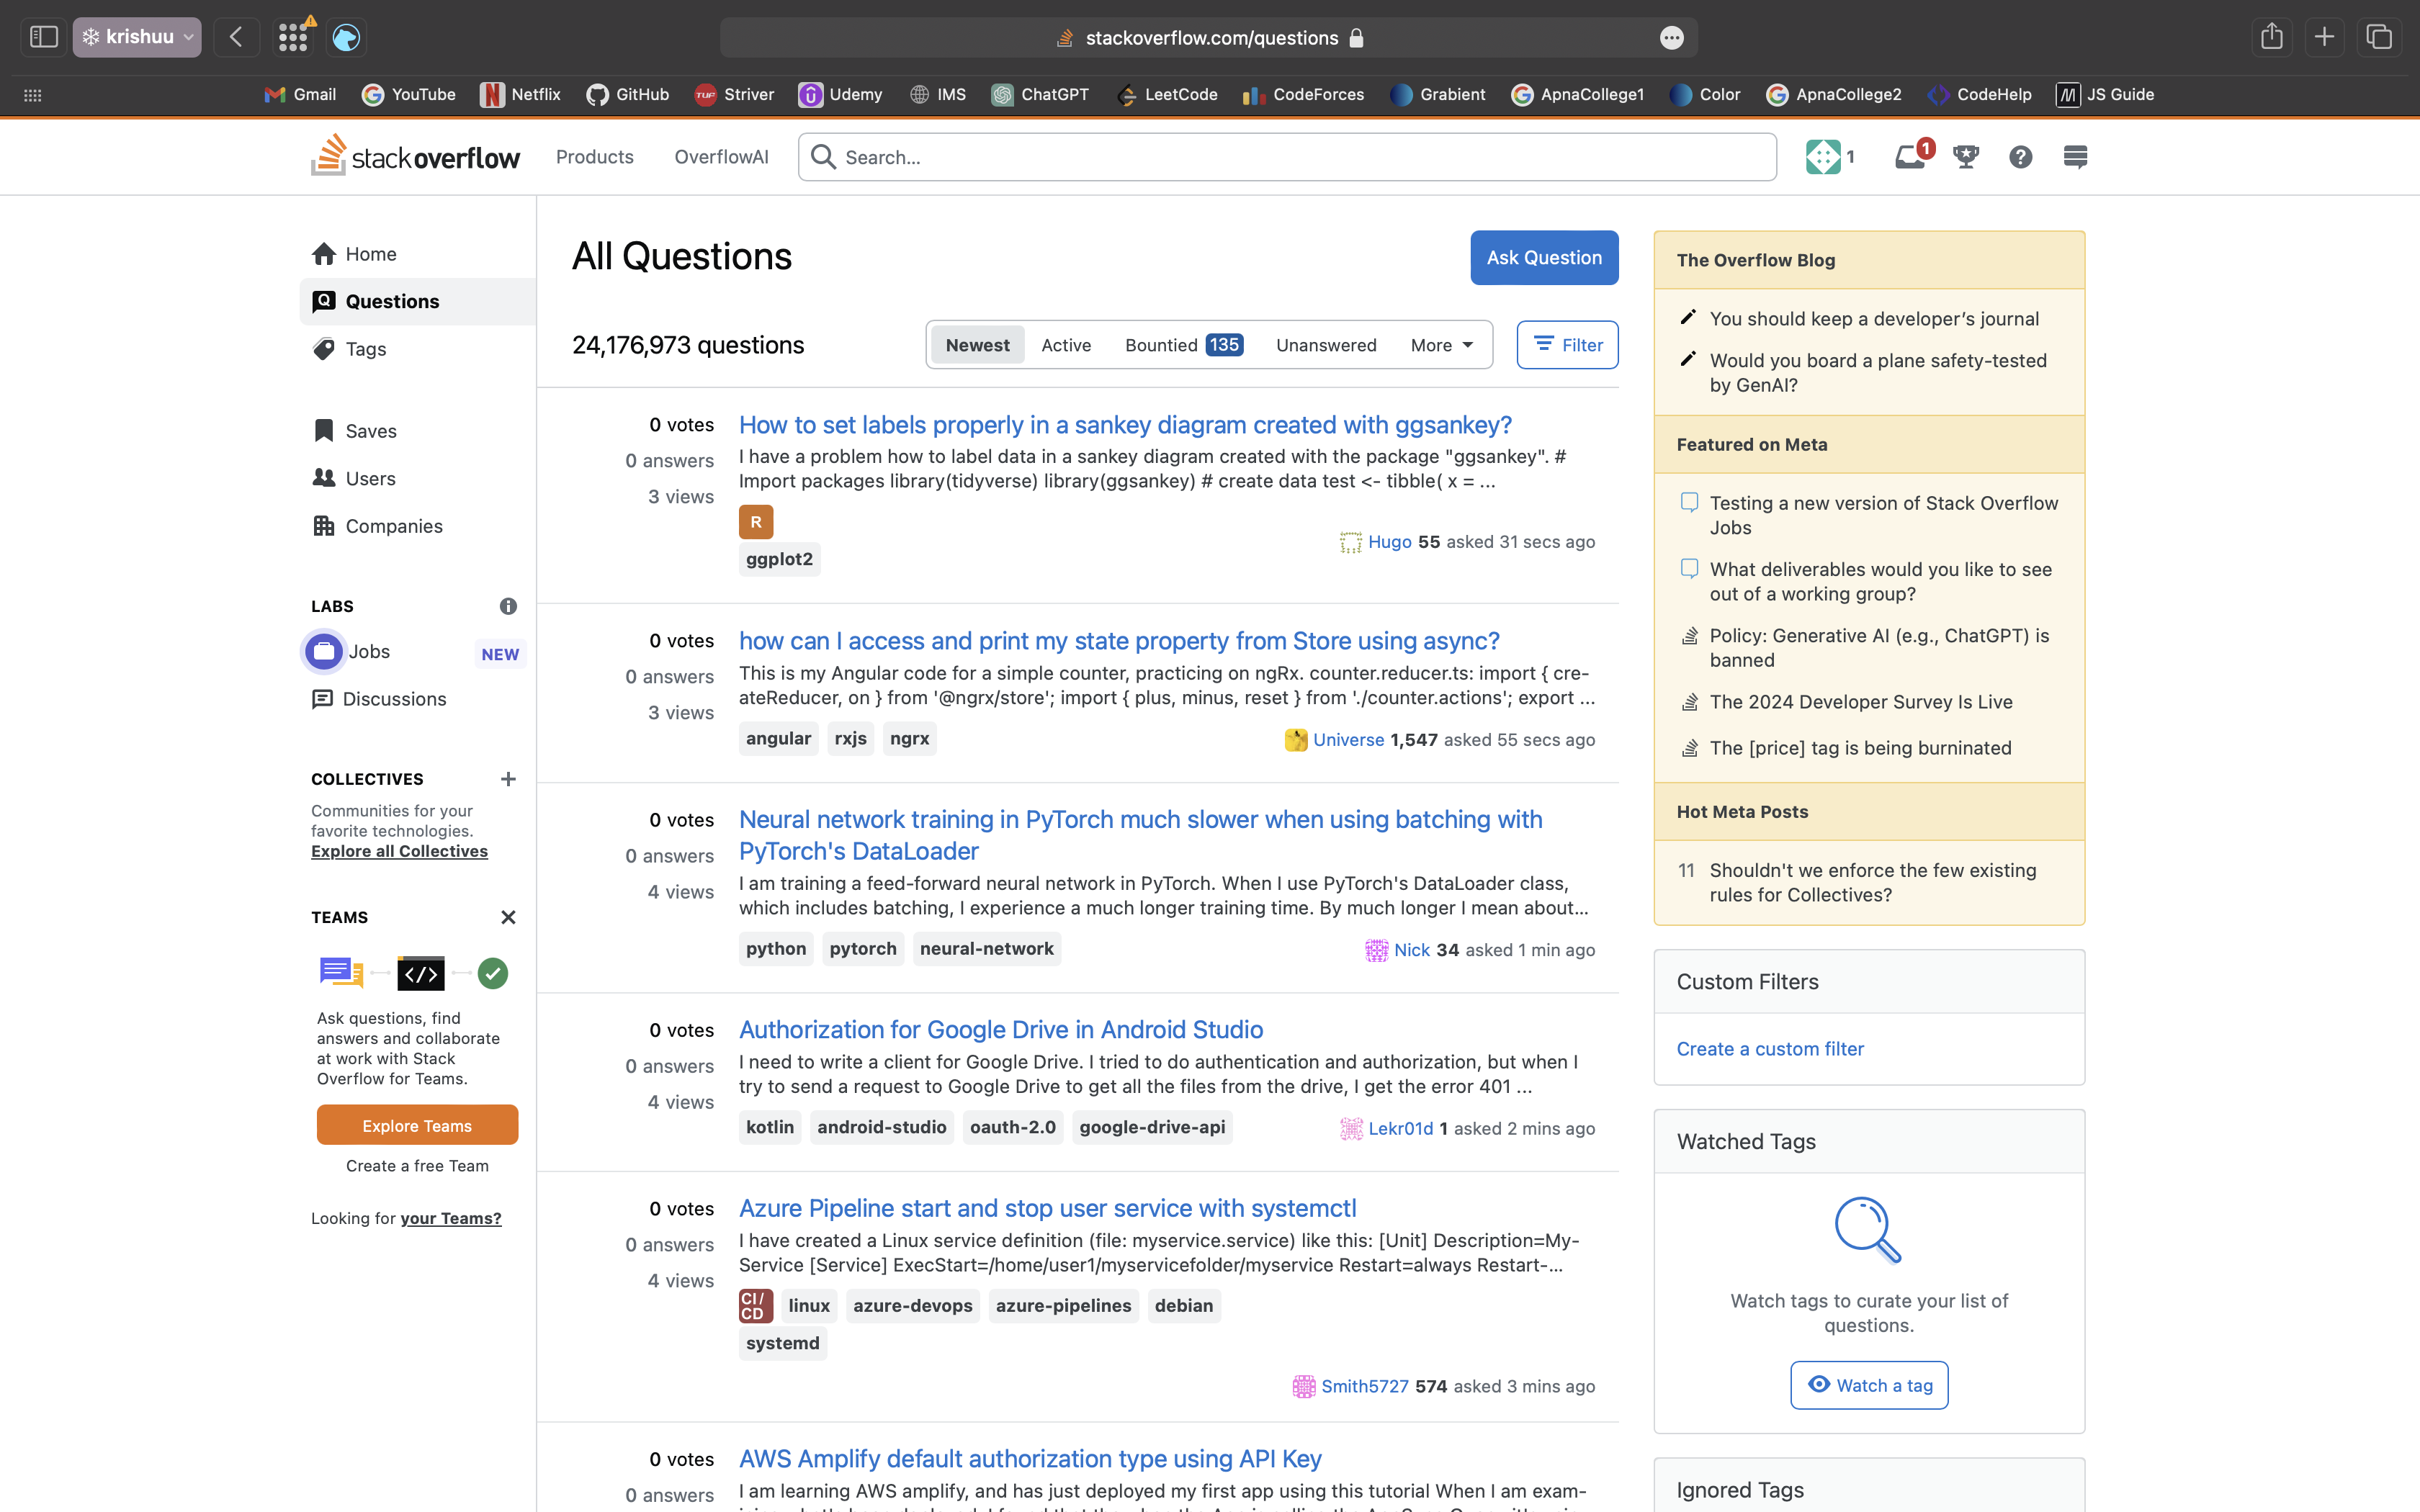 krishuu
stackoverflow.com/questions
Gmail YouTube Netflix GitHub TUF Striver Udemy IMS ChatGPT LeetCode CodeForces Grabient ApnaCollege1 Color ApnaCollege2 CodeHelp JS Guide
stackoverflow Products OverflowAI Search... 1 1
Home
Questions
Tags
Saves
Users
Companies
LABS
Jobs NEW
Discussions
COLLECTIVES
Communities for your
favorite technologies.
Explore all Collectives
TEAMS
</>
Ask questions, find
answers and collaborate
at work with Stack
Overflow for Teams.
Explore Teams
Create a free Team
Looking for your Teams?
All Questions
Ask Question
24,176,973 questions
Newest Active Bountied 135 Unanswered More Filter
0 votes
0 answers
3 views
How to set labels properly in a sankey diagram created with ggsankey?
I have a problem how to label data in a sankey diagram created with the package "ggsankey". #
Import packages library(tidyverse) library(ggsankey) # create data test <- tibble( x = ...
R
ggplot2
Hugo 55 asked 31 secs ago
0 votes
0 answers
3 views
how can I access and print my state property from Store using async?
This is my Angular code for a simple counter, practicing on ngRx. counter.reducer.ts: import { cre-
ateReducer, on } from '@ngrx/store'; import { plus, minus, reset } from './counter.actions'; export ...
angular rxjs ngrx
Universe 1,547 asked 55 secs ago
0 votes
0 answers
4 views
Neural network training in PyTorch much slower when using batching with
PyTorch's DataLoader
I am training a feed-forward neural network in PyTorch. When I use PyTorch's DataLoader class,
which includes batching, I experience a much longer training time. By much longer I mean about...
python pytorch neural-network
Nick 34 asked 1 min ago
0 votes
0 answers
4 views
Authorization for Google Drive in Android Studio
I need to write a client for Google Drive. I tried to do authentication and authorization, but when I
try to send a request to Google Drive to get all the files from the drive, I get the error 401 ...
kotlin android-studio oauth-2.0 google-drive-api
Lekr01d 1 asked 2 mins ago
0 votes
0 answers
4 views
Azure Pipeline start and stop user service with systemctl
I have created a Linux service definition (file: myservice.service) like this: [Unit] Description=My-
Service [Service] ExecStart=/home/user1/myservicefolder/myservice Restart=always Restart-...
CI/
CD
linux azure-devops azure-pipelines debian
systemd
Smith5727 574 asked 3 mins ago
0 votes
0 answers
AWS Amplify default authorization type using API Key
I am learning AWS amplify, and has just deployed my first app using this tutorial When I am exam-
The Overflow Blog
You should keep a developer’s journal
Would you board a plane safety-tested
by GenAI?
Featured on Meta
Testing a new version of Stack Overflow
Jobs
What deliverables would you like to see
out of a working group?
Policy: Generative AI (e.g., ChatGPT) is
banned
The 2024 Developer Survey Is Live
The [price] tag is being burninated
Hot Meta Posts
11 Shouldn't we enforce the few existing
rules for Collectives?
Custom Filters
Create a custom filter
Watched Tags
Watch tags to curate your list of
questions.
Watch a tag
Ignored Tags